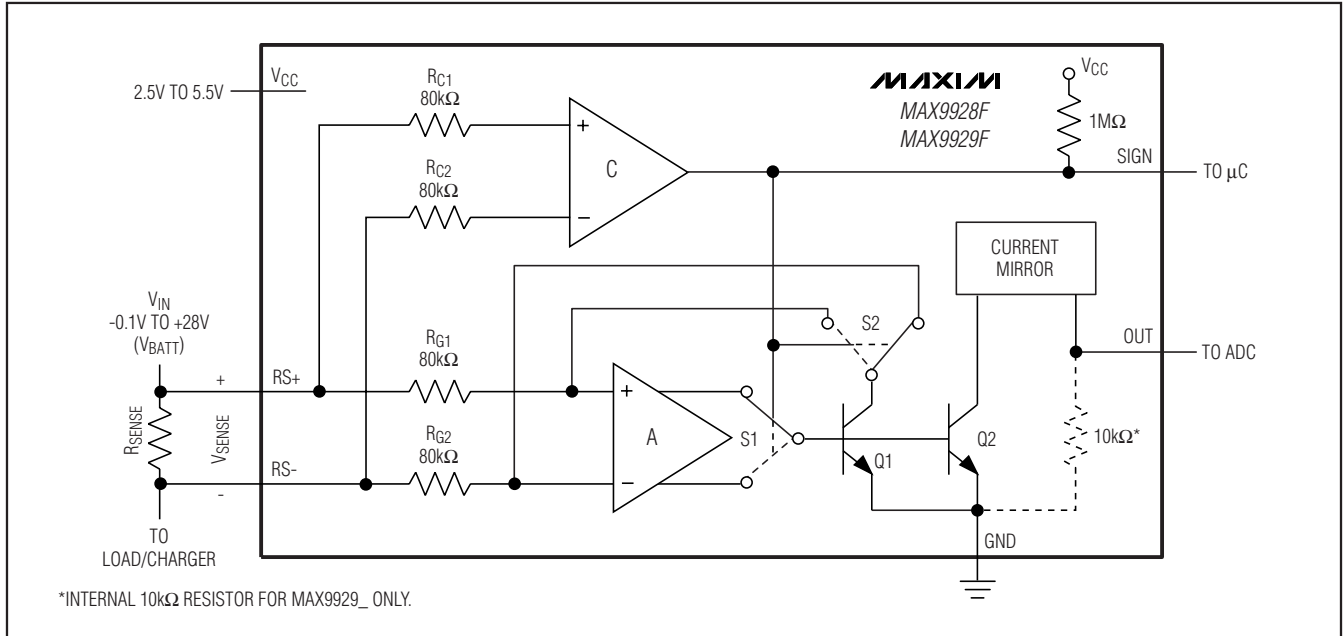 2.5V TO 5.5V
VCC
RC1
80kΩ
RC2
80kΩ
+
−
C
MAXIM
MAX9928F
MAX9929F
VCC
1MΩ
SIGN
TO µC
CURRENT
MIRROR
OUT
TO ADC
10kΩ*
VIN
-0.1V TO +28V
(VBATT)
RSENSE
+
VSENSE
-
RS+
RS-
RG1
80kΩ
RG2
80kΩ
+
−
A
S1
S2
Q1
Q2
GND
TO
LOAD/CHARGER
*INTERNAL 10kΩ RESISTOR FOR MAX9929_ ONLY.